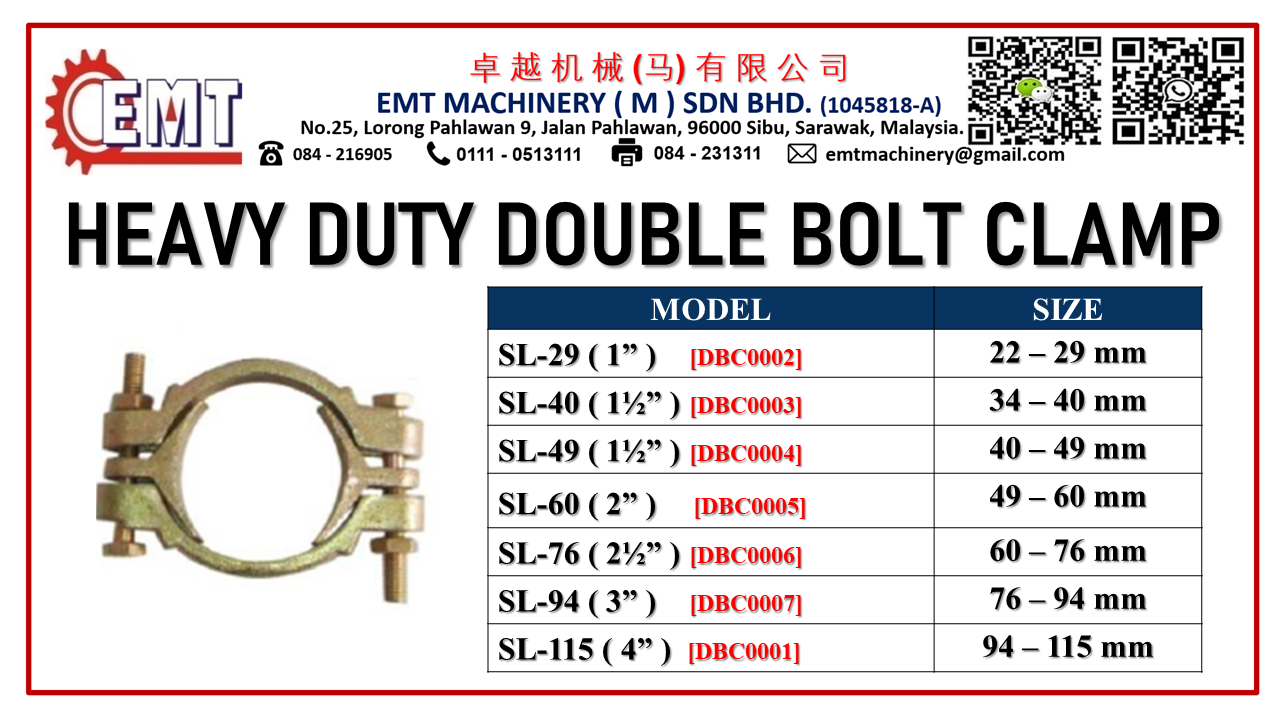 EMT
卓越机械(马)有限公司
EMT MACHINERY ( M ) SDN BHD. (1045818-A)
No.25, Lorong Pahlawan 9, Jalan Pahlawan, 96000 Sibu, Sarawak, Malaysia.
084 - 216905 0111 - 0513111 084 - 231311 emtmachinery@gmail.com
HEAVY DUTY DOUBLE BOLT CLAMP
MODEL SIZE
SL-29 ( 1” ) [DBC0002] 22 – 29 mm
SL-40 ( 1½” ) [DBC0003] 34 – 40 mm
SL-49 ( 1½” ) [DBC0004] 40 – 49 mm
SL-60 ( 2” ) [DBC0005] 49 – 60 mm
SL-76 ( 2½” ) [DBC0006] 60 – 76 mm
SL-94 ( 3” ) [DBC0007] 76 – 94 mm
SL-115 ( 4” ) [DBC0001] 94 – 115 mm